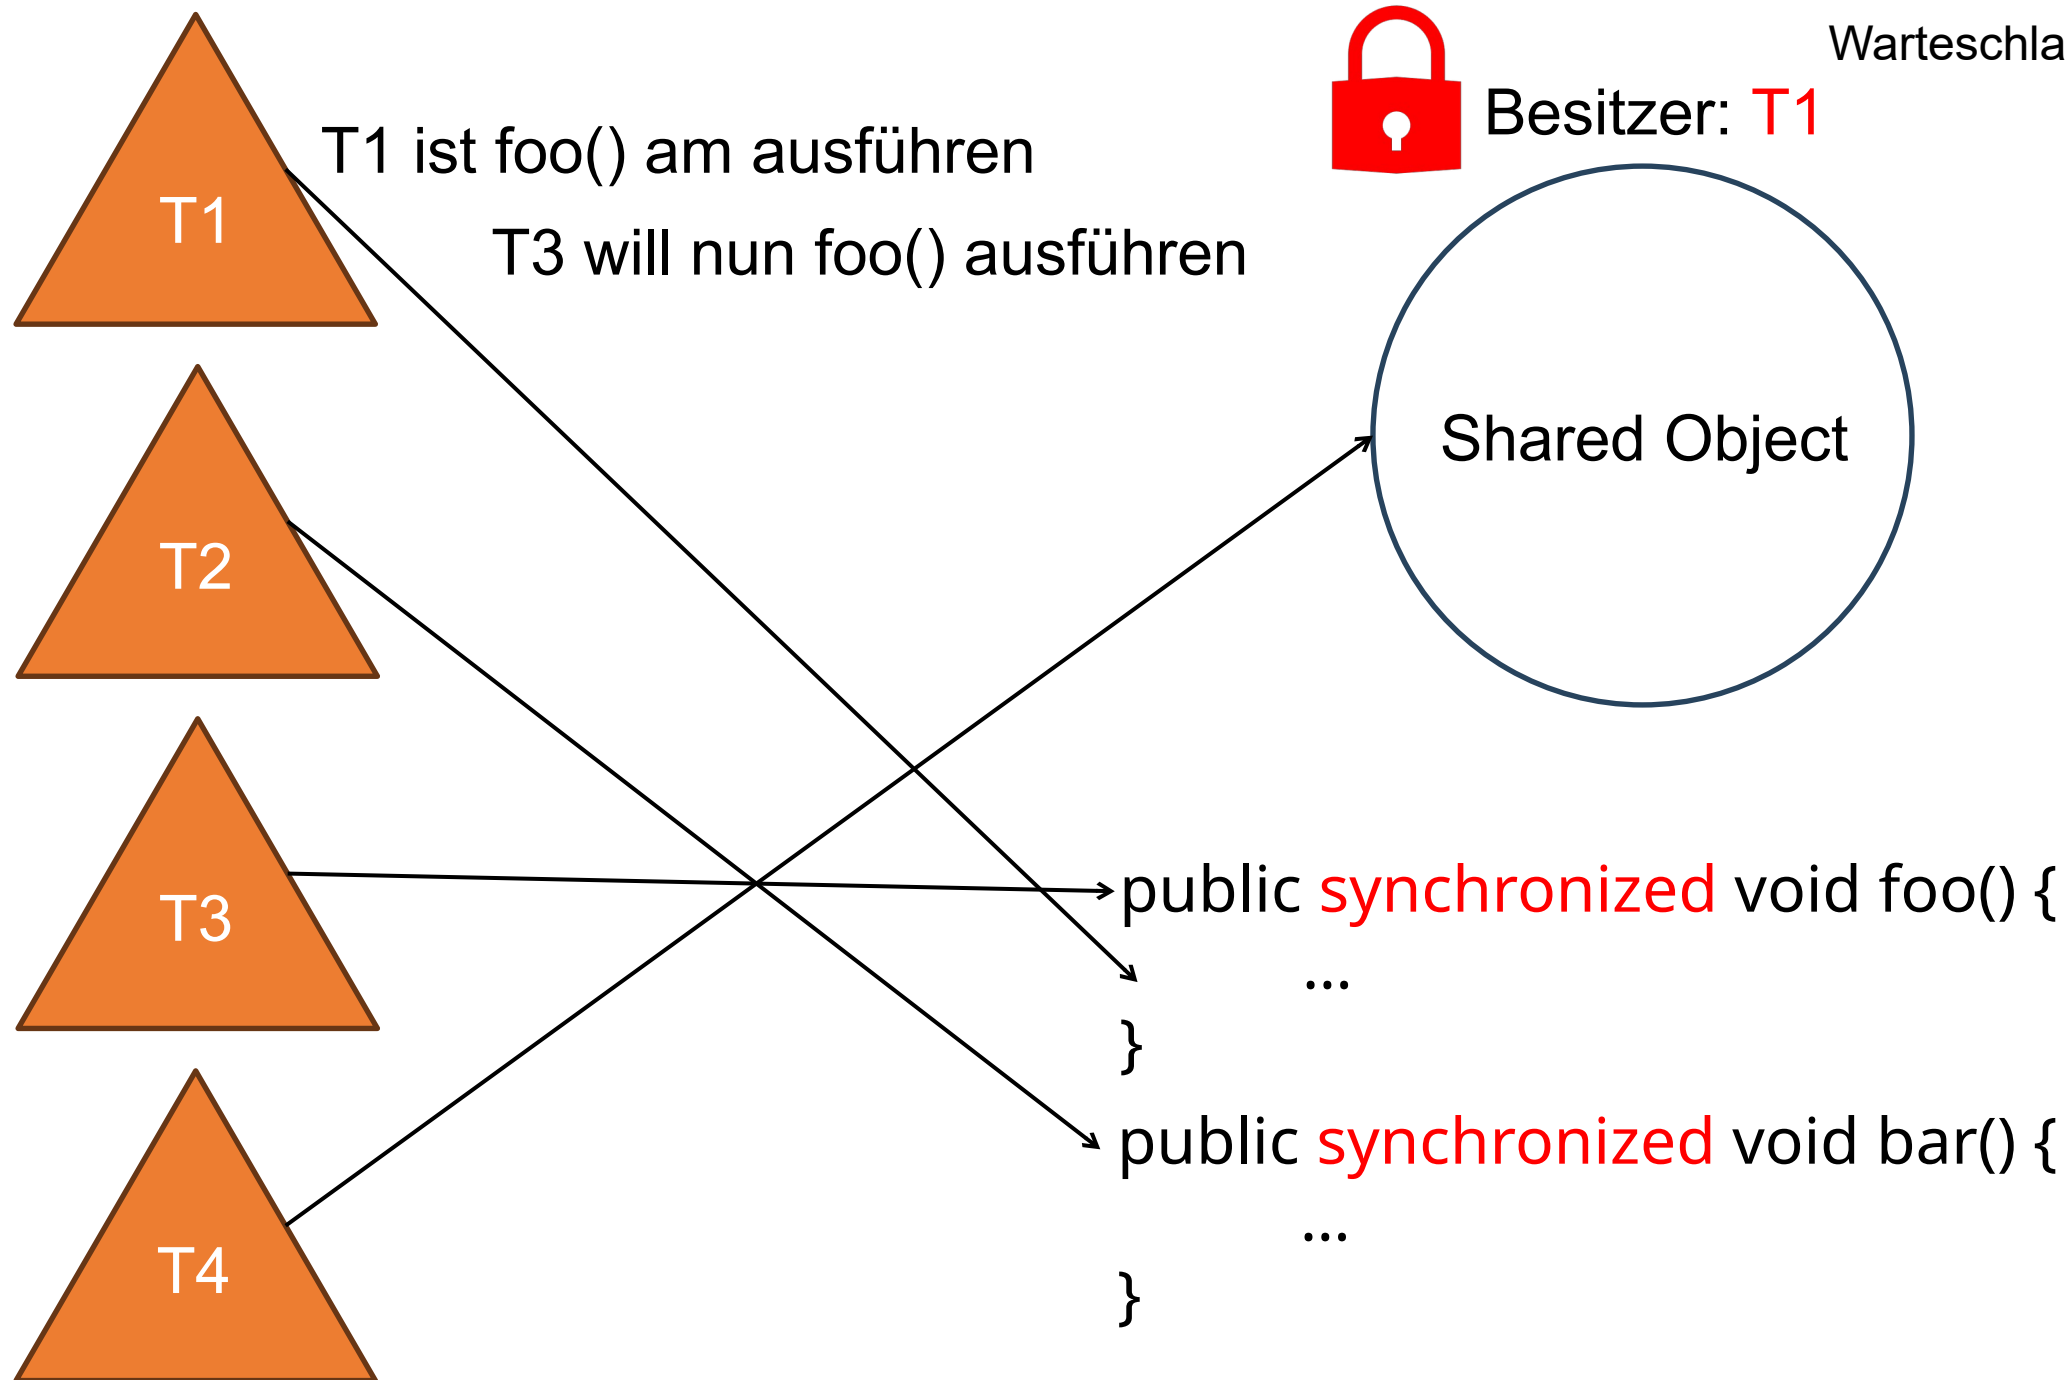 Warteschla
Besitzer: T1
T1 ist foo() am ausführen
T3 will nun foo() ausführen
T1
Shared Object
T2
T3
public synchronized void foo() {
...
}
public synchronized void bar() {
...
}
T4